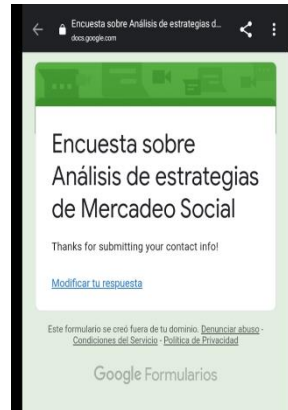 Encuesta sobre Análisis de estrategias d...
docs.google.com
Encuesta sobre
Análisis de estrategias
de Mercadeo Social
Thanks for submitting your contact info!
Modificar tu respuesta
Este formulario se creó fuera de tu dominio. Denunciar abuso -
Condiciones del Servicio - Política de Privacidad
Google Formularios